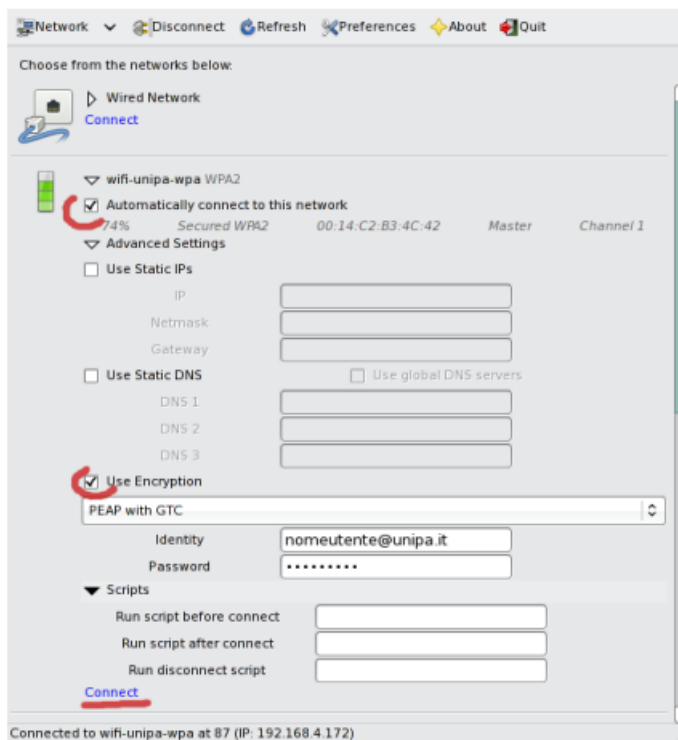 Network Disconnect Refresh Preferences About Quit
Choose from the networks below:
Wired Network
Connect
wifi-unipa-wpa WPA2
Automatically connect to this network
74% Secured WPA2 00:14:C2:B3:4C:42 Master Channel 1
Advanced Settings
Use Static IPs
IP
Netmask
Gateway
Use Static DNS Use global DNS servers
DNS 1
DNS 2
DNS 3
Use Encryption
PEAP with GTC
Identity nomeutente@unipa.it
Password •••••••••
Scripts
Run script before connect
Run script after connect
Run disconnect script
Connect
Connected to wifi-unipa-wpa at 87 (IP: 192.168.4.172)